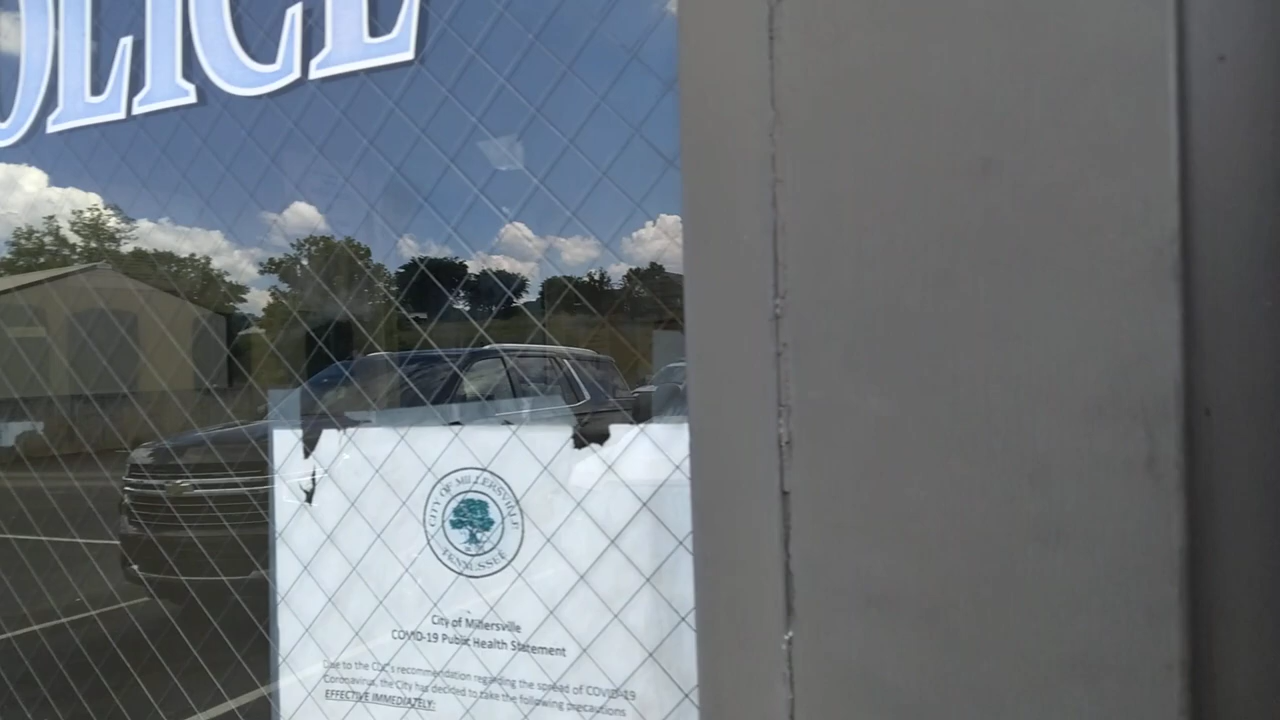 OLICE
CITY OF MILLERSVILLE
TENNESSEE
City of Millersville
COVID-19 Public Health Statement
Due to the CDC's recommendation regarding the spread of COVID-19
Coronavirus, the City has decided to take the following precautions
EFFECTIVE IMMEDIATELY: